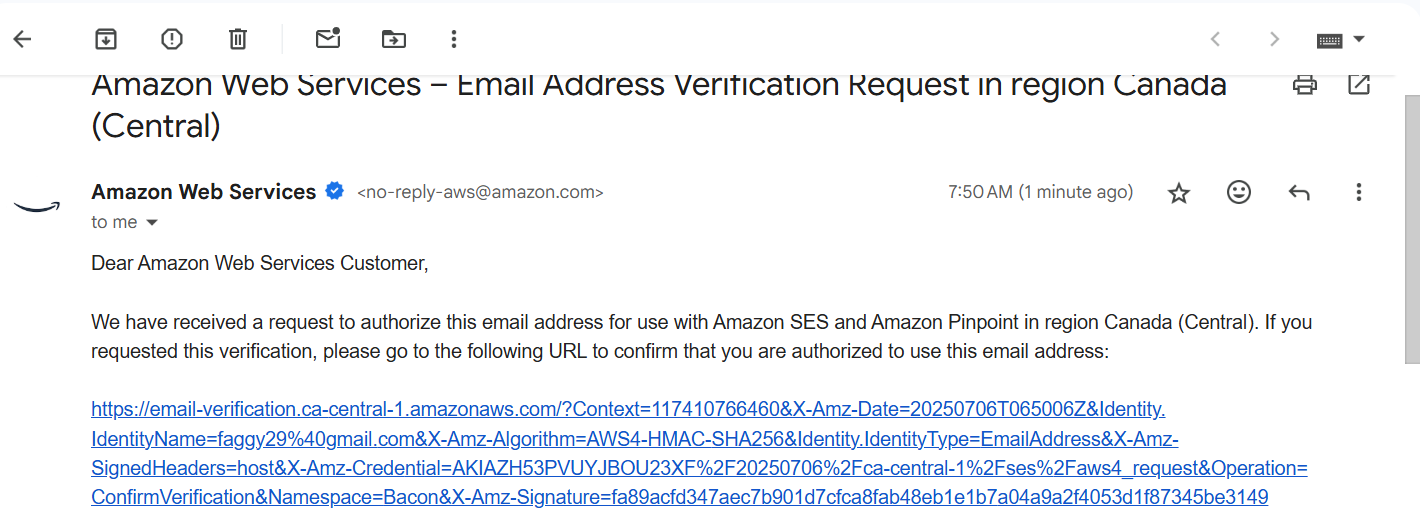 Amazon Web Services – Email Address Verification Request in region Canada
(Central)
Amazon Web Services <no-reply-aws@amazon.com> 7:50 AM (1 minute ago)
to me
Dear Amazon Web Services Customer,
We have received a request to authorize this email address for use with Amazon SES and Amazon Pinpoint in region Canada (Central). If you
requested this verification, please go to the following URL to confirm that you are authorized to use this email address:
https://email-verification.ca-central-1.amazonaws.com/?Context=117410766460&X-Amz-Date=20250706T065006Z&Identity.
IdentityName=faggy29%40gmail.com&X-Amz-Algorithm=AWS4-HMAC-SHA256&Identity.IdentityType=EmailAddress&X-Amz-
SignedHeaders=host&X-Amz-Credential=AKIAZH53PVUYJBOU23XF%2F20250706%2Fca-central-1%2Fses%2Faws4_request&Operation=
ConfirmVerification&Namespace=Bacon&X-Amz-Signature=fa89acfd347aec7b901d7cfca8fab48eb1e1b7a04a9a2f4053d1f87345be3149